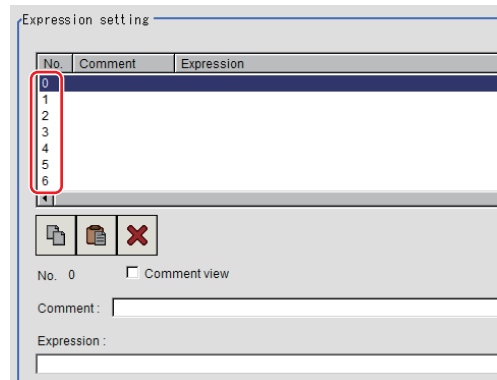 Expression setting
No. Comment Expression
0
1
2
3
4
5
6
No. 0 Comment view
Comment :
Expression :